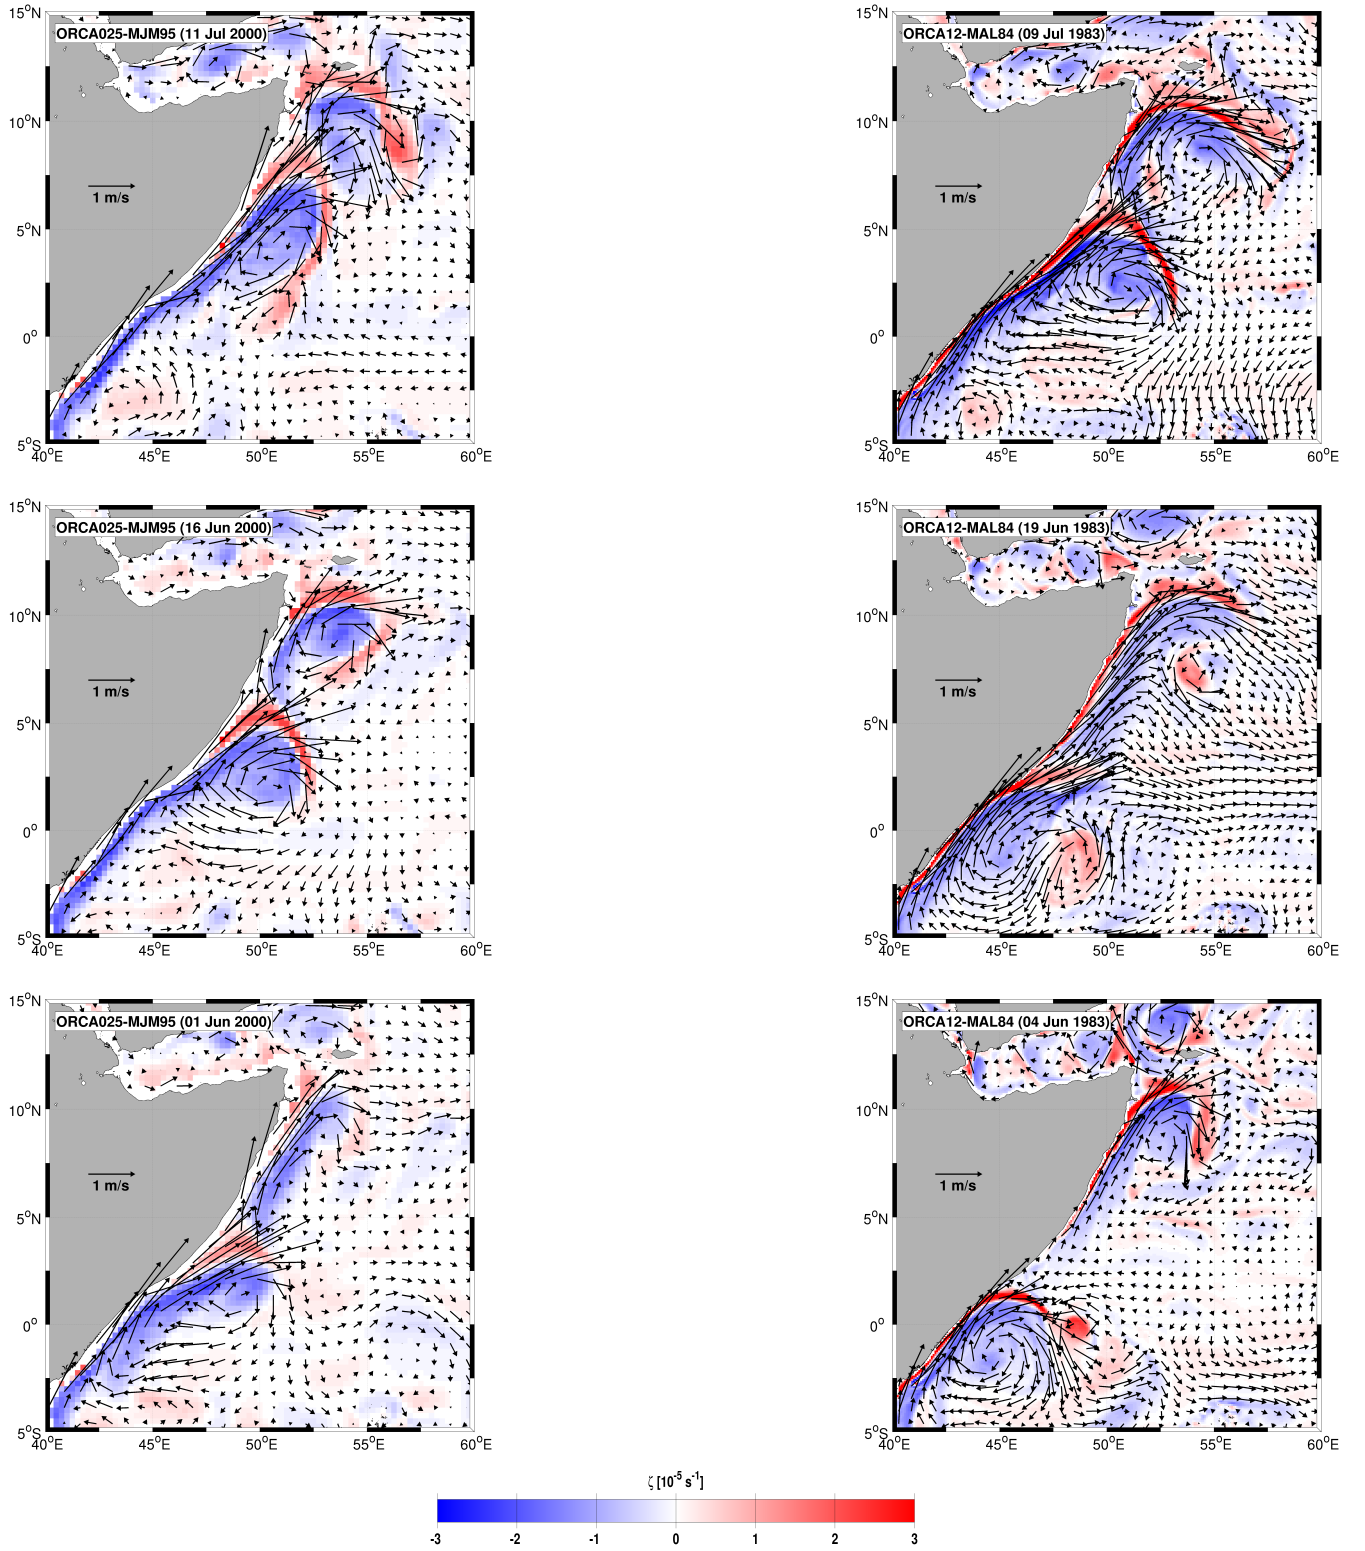 ORCA025-MJM95 (11 Jul 2000)
15°N
10°N
5°N
0°
5°S
40°E 45°E 50°E 55°E 60°E
1 m/s
ORCA12-MAL84 (09 Jul 1983)
15°N
10°N
5°N
0°
5°S
40°E 45°E 50°E 55°E 60°E
1 m/s
ORCA025-MJM95 (16 Jun 2000)
15°N
10°N
5°N
0°
5°S
40°E 45°E 50°E 55°E 60°E
1 m/s
ORCA12-MAL84 (19 Jun 1983)
15°N
10°N
5°N
0°
5°S
40°E 45°E 50°E 55°E 60°E
1 m/s
ORCA025-MJM95 (01 Jun 2000)
15°N
10°N
5°N
0°
5°S
40°E 45°E 50°E 55°E 60°E
1 m/s
ORCA12-MAL84 (04 Jun 1983)
15°N
10°N
5°N
0°
5°S
40°E 45°E 50°E 55°E 60°E
1 m/s
ζ [10⁻⁵ s⁻¹]
-3 -2 -1 0 1 2 3